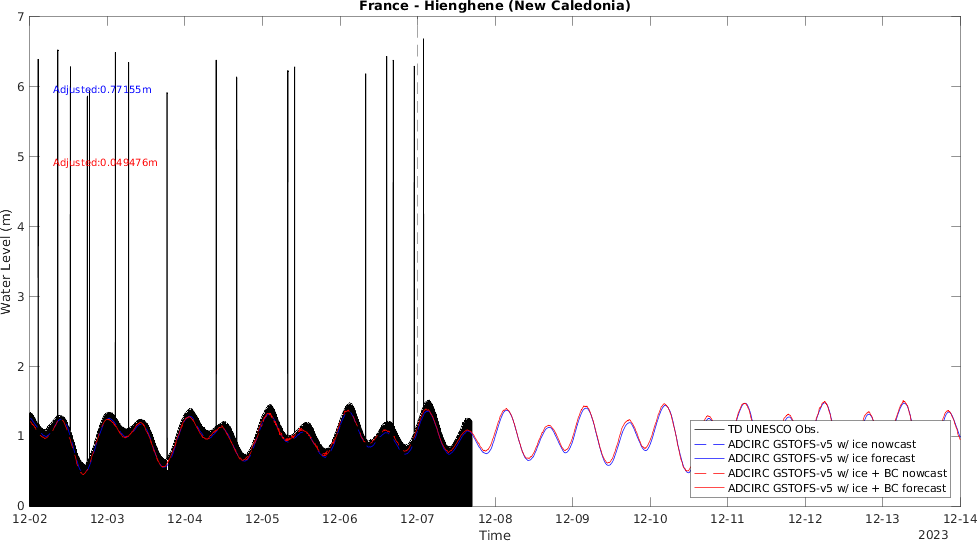 France - Hienghene (New Caledonia)
7
6
5
4
3
2
1
0
Water Level (m)
Adjusted:0.77155m
Adjusted:0.049476m
TD UNESCO Obs.
ADCIRC GSTOFS-v5 w/ ice nowcast
ADCIRC GSTOFS-v5 w/ ice forecast
ADCIRC GSTOFS-v5 w/ ice + BC nowcast
ADCIRC GSTOFS-v5 w/ ice + BC forecast
12-02 12-03 12-04 12-05 12-06 12-07 12-08 12-09 12-10 12-11 12-12 12-13 12-14
Time
2023